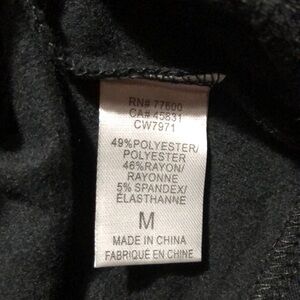 RN# 77600
CA# 45831
CW7971
49%POLYESTER/
POLYESTER
46%RAYON/
RAYONNE
5% SPANDEX/
ELASTHANNE
M
MADE IN CHINA
FABRIQUÉ EN CHINE